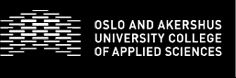 OSLO AND AKERSHUS
UNIVERSITY COLLEGE
OF APPLIED SCIENCES